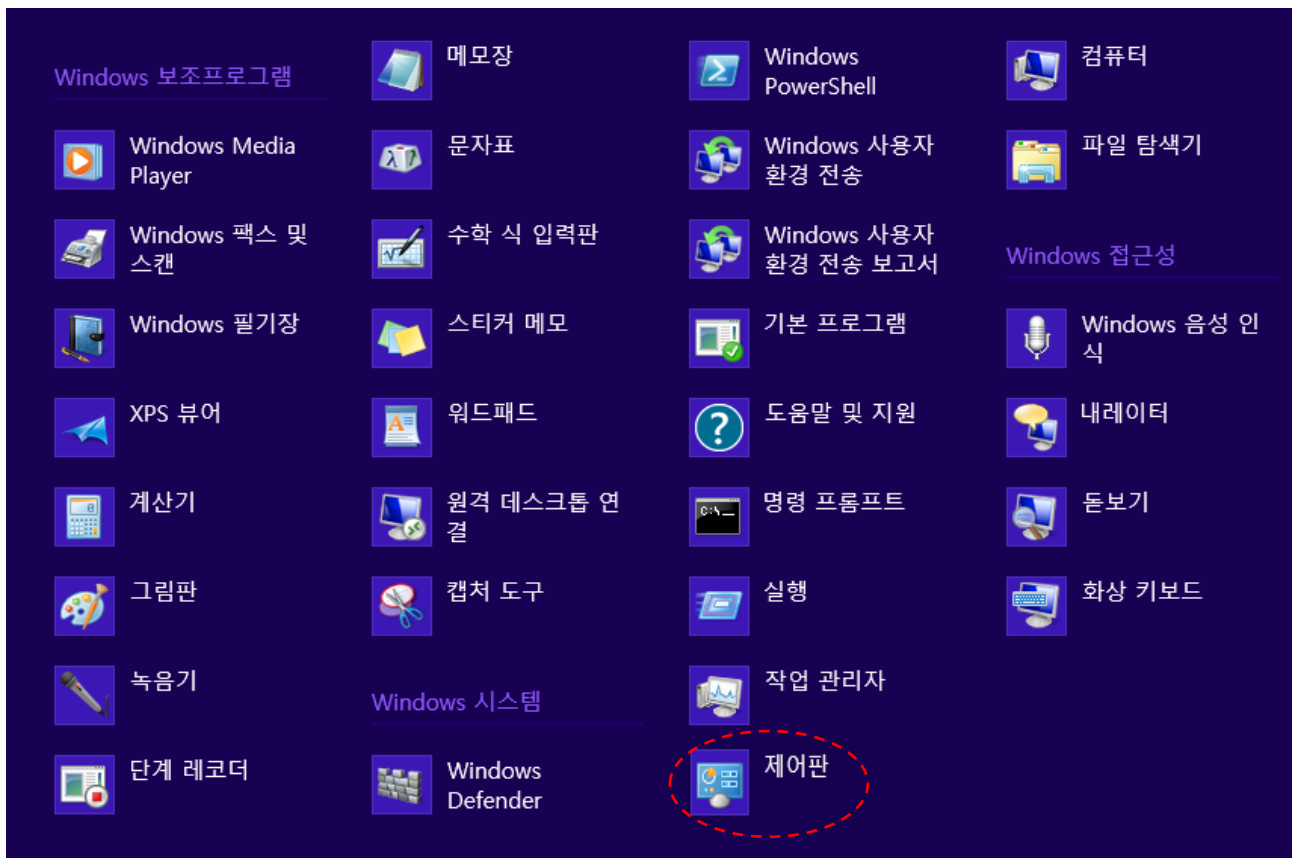 Windows 보조프로그램
Windows Media
Player
Windows 팩스 및
스캔
Windows 필기장
XPS 뷰어
계산기
그림판
녹음기
단계 레코더
메모장
문자표
수학 식 입력판
스티커 메모
워드패드
원격 데스크톱 연
결
캡처 도구
Windows 시스템
Windows
Defender
Windows
PowerShell
Windows 사용자
환경 전송
Windows 사용자
환경 전송 보고서
기본 프로그램
도움말 및 지원
명령 프롬프트
실행
작업 관리자
제어판
컴퓨터
파일 탐색기
Windows 접근성
Windows 음성 인
식
내레이터
돋보기
화상 키보드